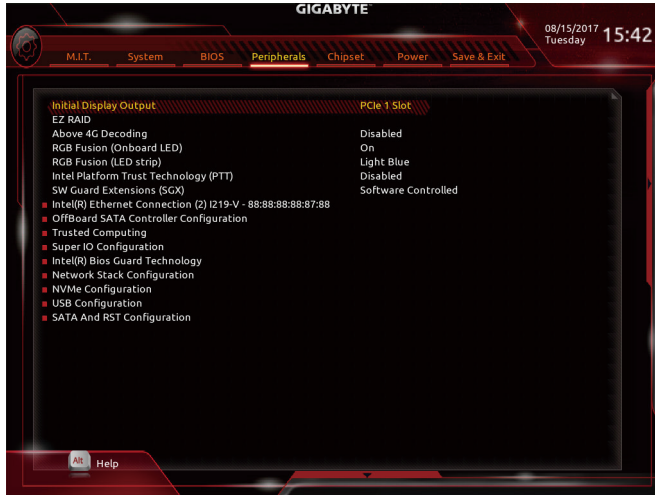 GIGABYTE
08/15/2017
Tuesday
15:42
M.I.T. System BIOS Peripherals Chipset Power Save & Exit
Initial Display Output PCIe 1 Slot
EZ RAID
Above 4G Decoding Disabled
RGB Fusion (Onboard LED) On
RGB Fusion (LED strip) Light Blue
Intel Platform Trust Technology (PTT) Disabled
SW Guard Extensions (SGX) Software Controlled
Intel(R) Ethernet Connection (2) I219-V - 88:88:88:88:87:88
OffBoard SATA Controller Configuration
Trusted Computing
Super IO Configuration
Intel(R) Bios Guard Technology
Network Stack Configuration
NVMe Configuration
USB Configuration
SATA And RST Configuration
Alt Help